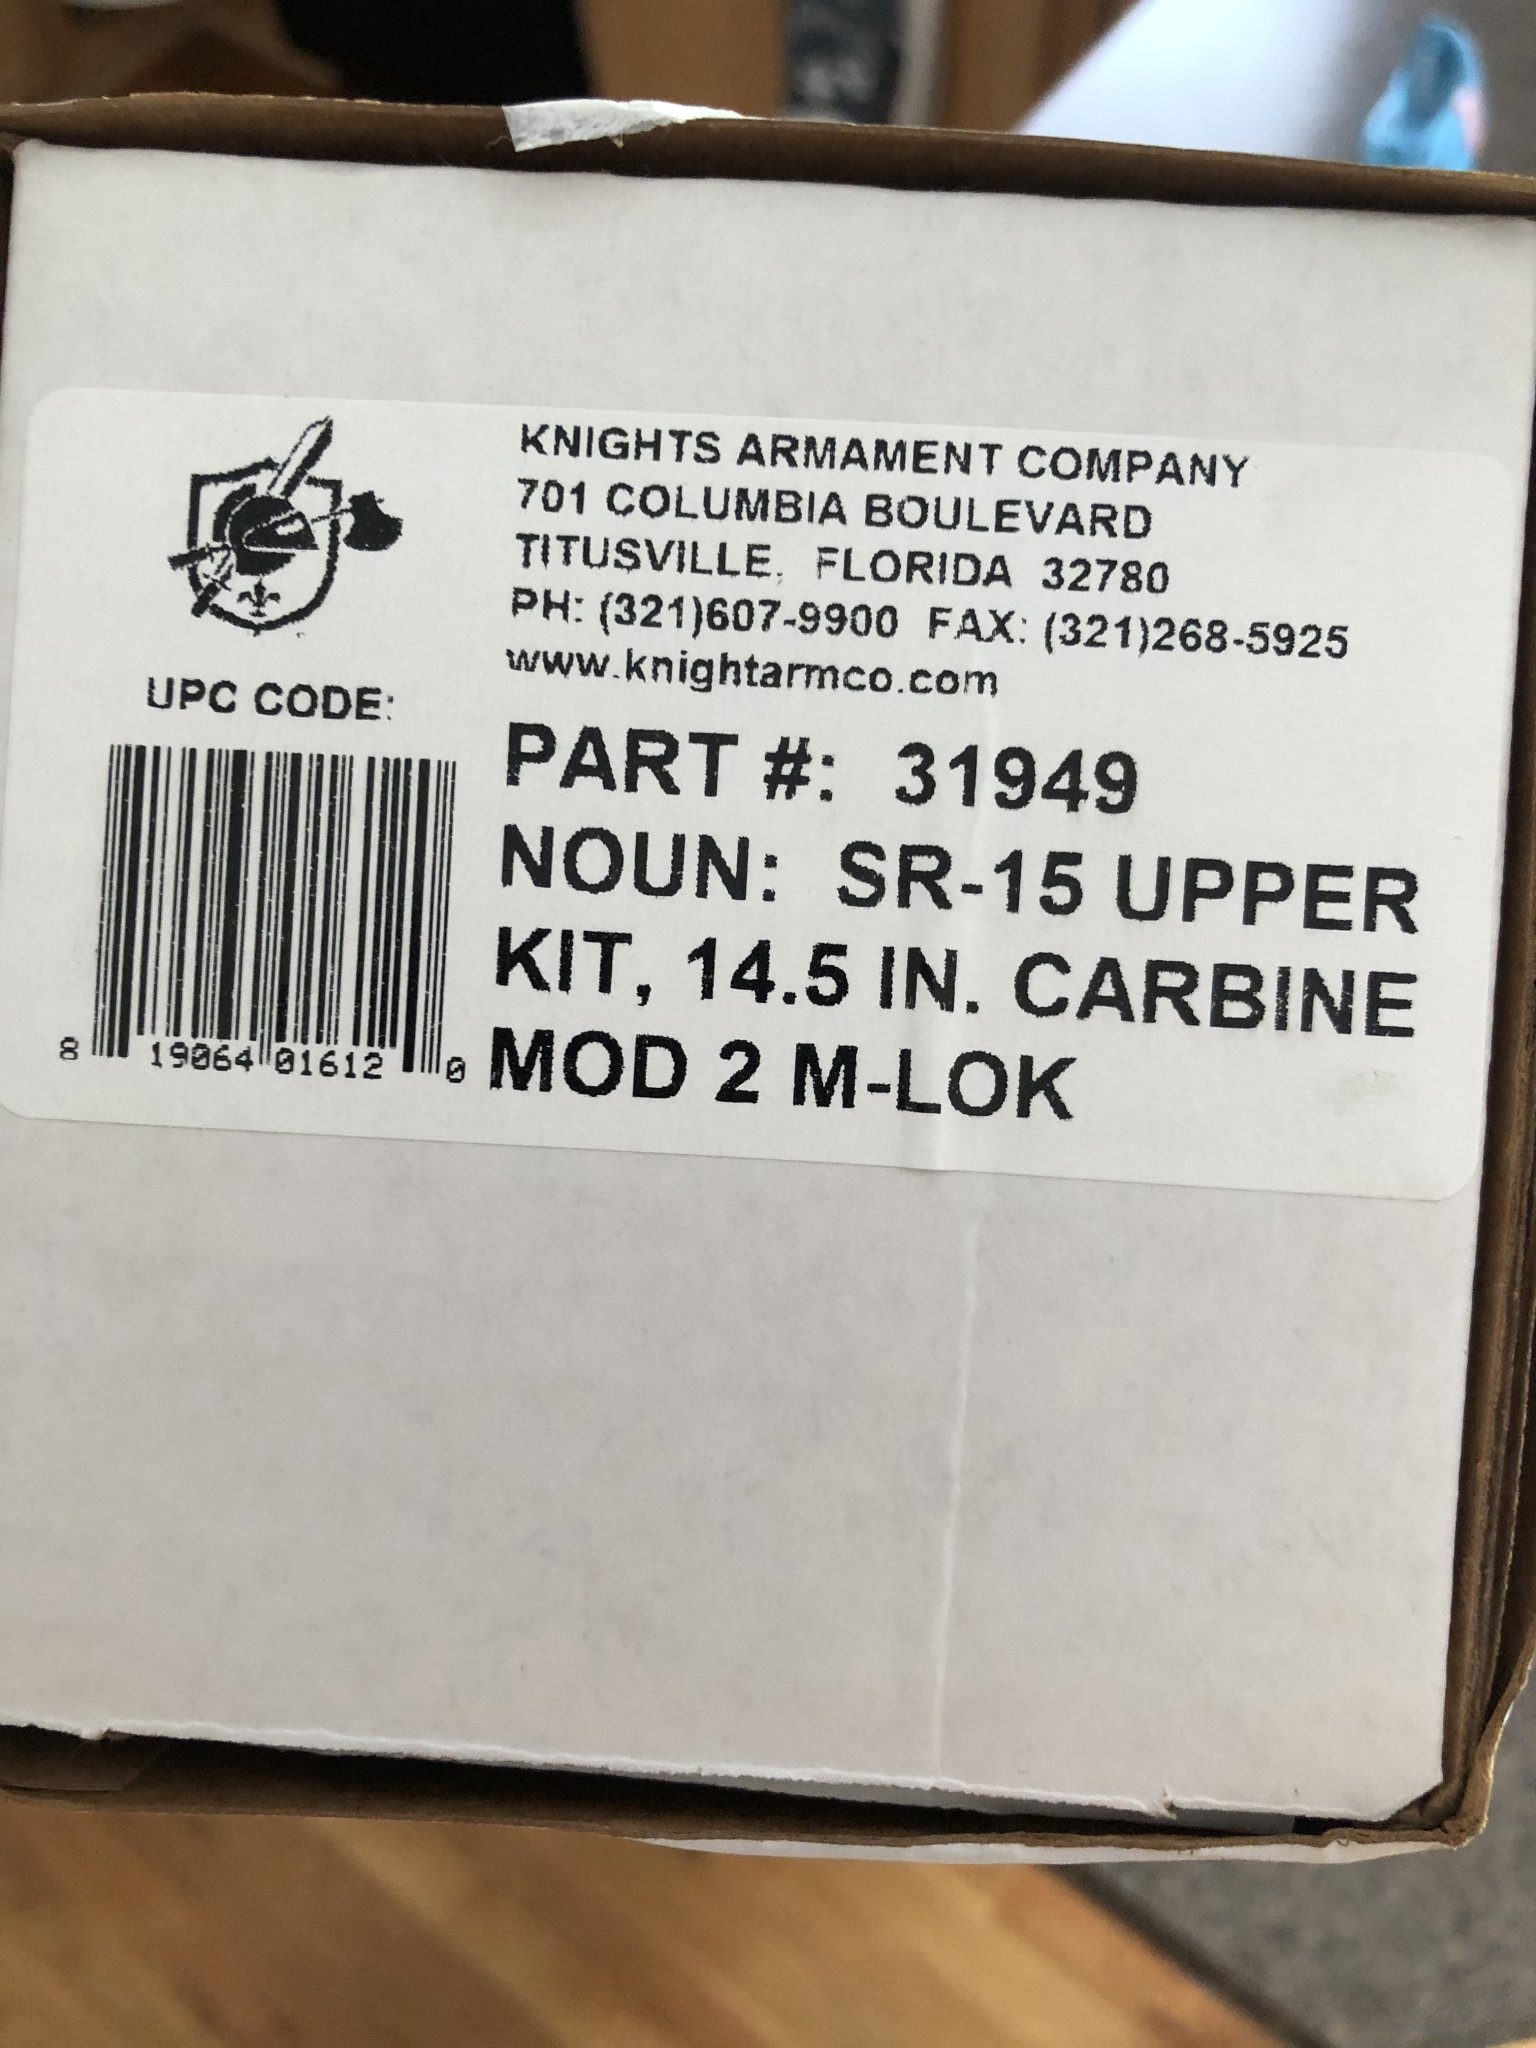 KNIGHTS ARMAMENT COMPANY
701 COLUMBIA BOULEVARD
TITUSVILLE, FLORIDA 32780
PH: (321)607-9900 FAX: (321)268-5925
www.knightarmco.com
UPC CODE:
8 19064 01612 0
PART #: 31949
NOUN: SR-15 UPPER
KIT, 14.5 IN. CARBINE
MOD 2 M-LOK